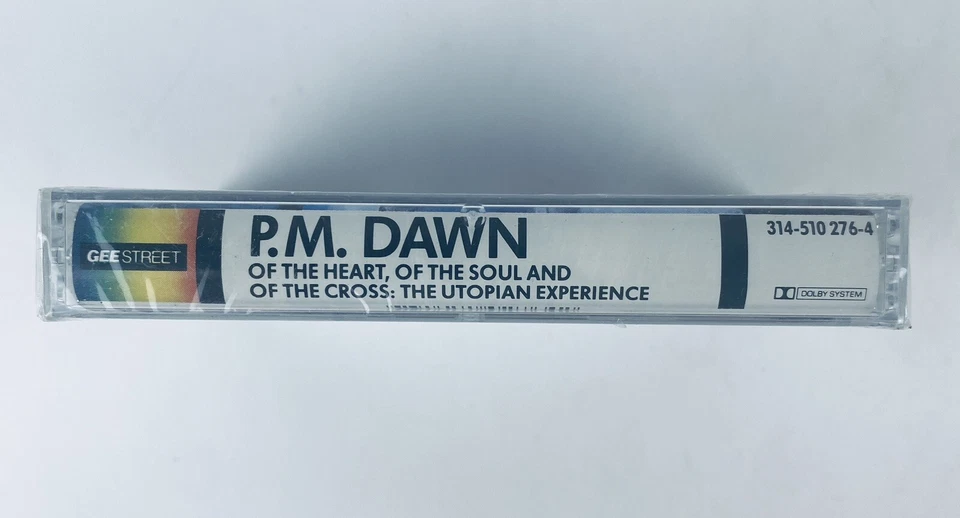 GEE STREET
P.M. DAWN
OF THE HEART, OF THE SOUL AND
OF THE CROSS: THE UTOPIAN EXPERIENCE
314-510 276-4
DOLBY SYSTEM